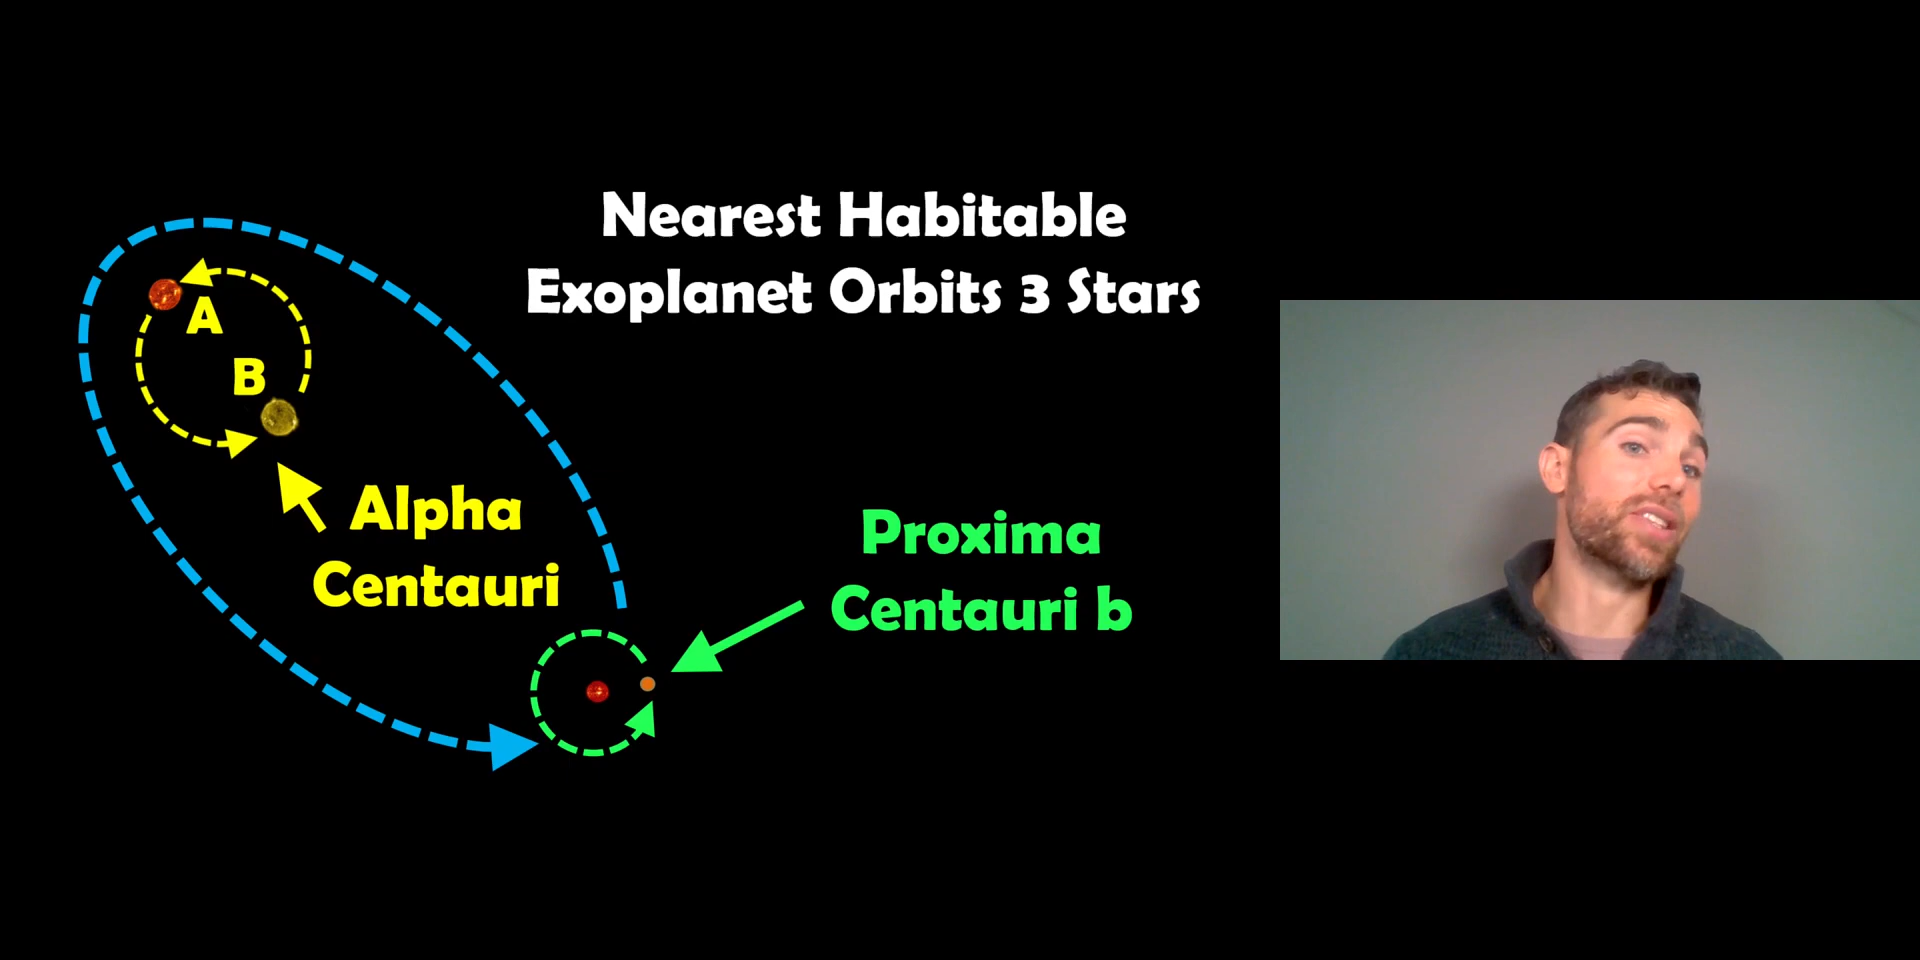 Nearest Habitable
Exoplanet Orbits 3 Stars
A
B
Alpha
Centauri
Proxima
Centauri b